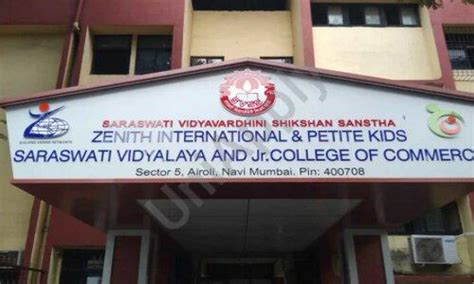 SARASWATI VIDYAVARDHINI SHIKSHAN SANSTHA
ZENITH INTERNATIONAL & PETITE KIDS
SARASWATI VIDYALAYA AND Jr.COLLEGE OF COMMERC
Sector 5, Airoli, Navi Mumbai. Pin: 400708